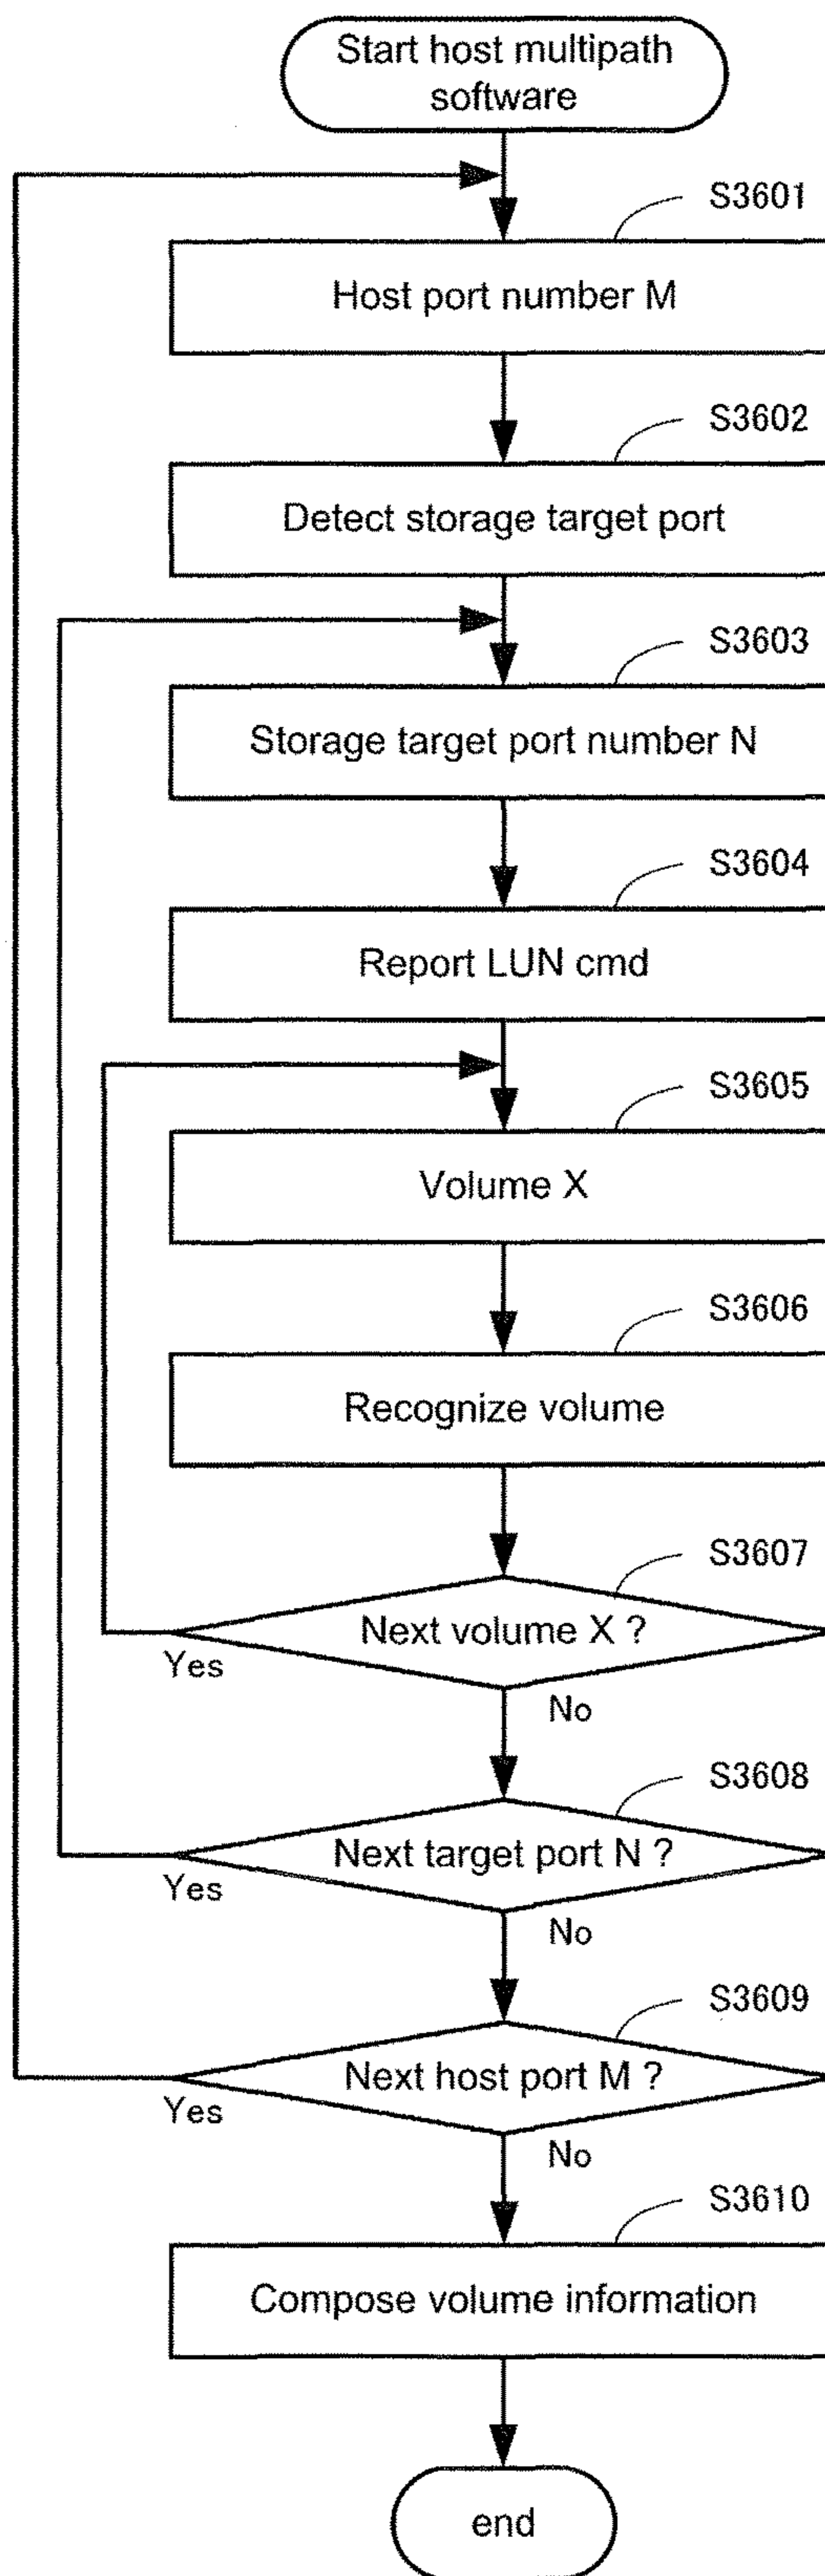 Start host multipath
software
S3601
Host port number M
S3602
Detect storage target port
S3603
Storage target port number N
S3604
Report LUN cmd
S3605
Volume X
S3606
Recognize volume
S3607
Next volume X ?
Yes
No
S3608
Next target port N ?
Yes
No
S3609
Next host port M ?
Yes
No
S3610
Compose volume information
end